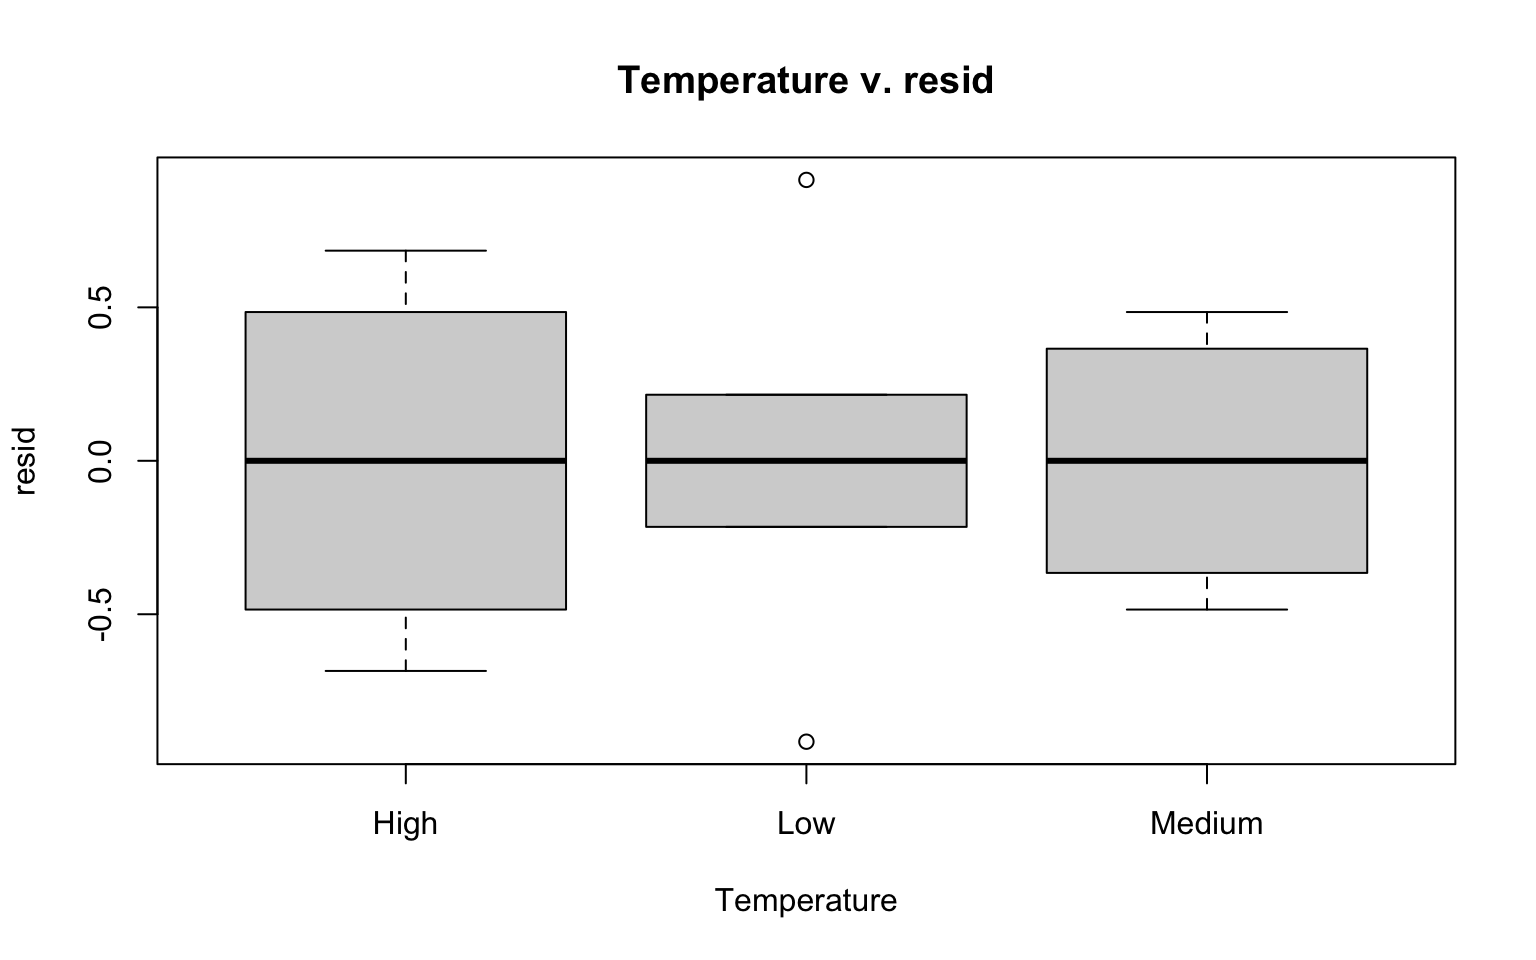 Temperature v. resid
resid
0.5
0.0
-0.5
High
Low
Medium
Temperature